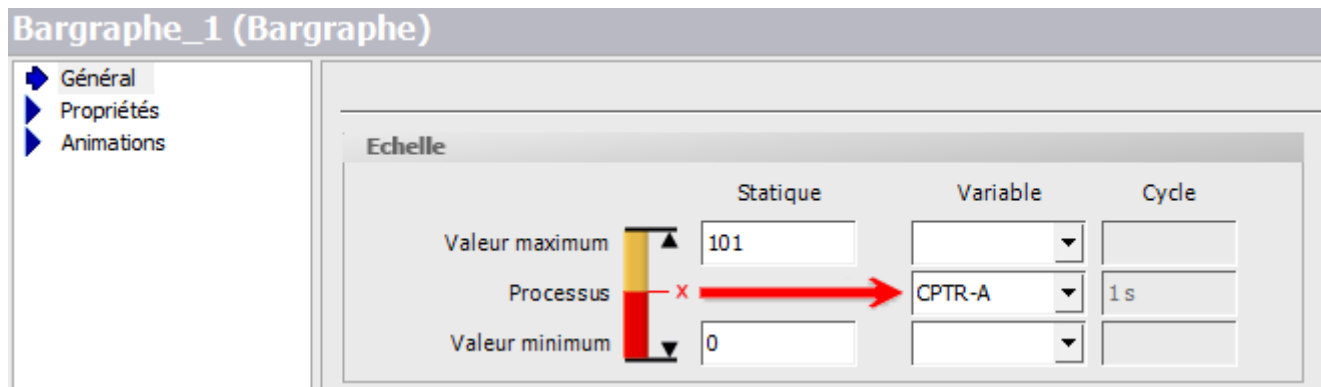 Bargraphe_1 (Bargraphe)
Général
Propriétés
Animations
Echelle
Statique Variable Cycle
Valeur maximum 101
Processus X CPTR-A 1 s
Valeur minimum 0